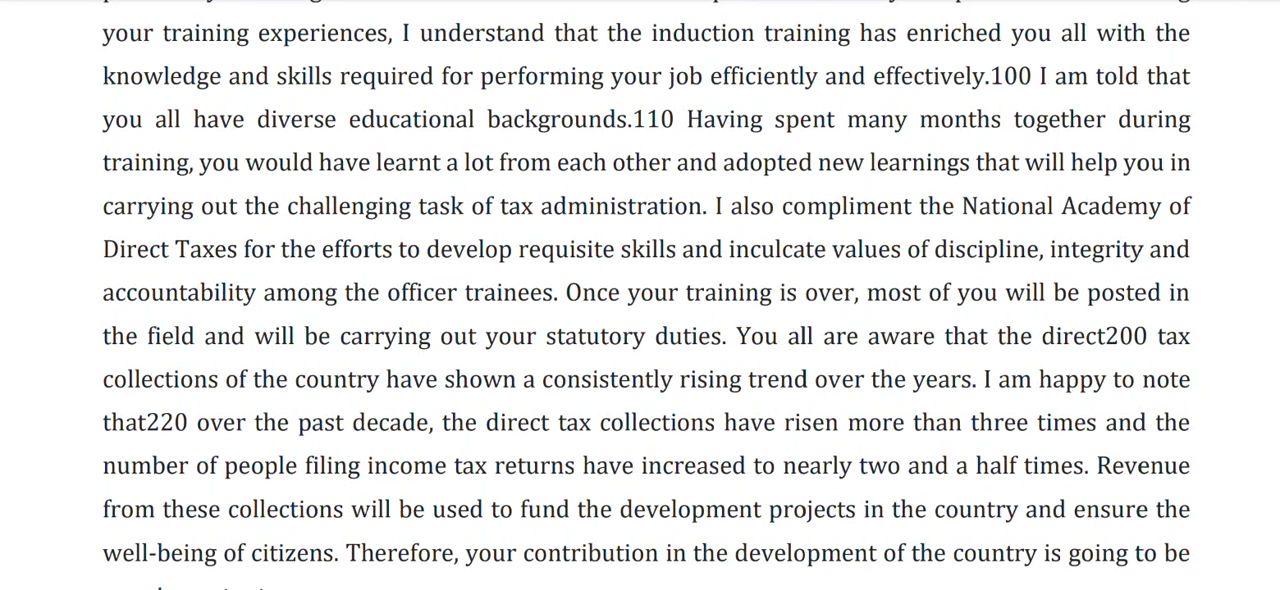 your training experiences, I understand that the induction training has enriched you all with the
knowledge and skills required for performing your job efficiently and effectively.100 I am told that
you all have diverse educational backgrounds.110 Having spent many months together during
training, you would have learnt a lot from each other and adopted new learnings that will help you in
carrying out the challenging task of tax administration. I also compliment the National Academy of
Direct Taxes for the efforts to develop requisite skills and inculcate values of discipline, integrity and
accountability among the officer trainees. Once your training is over, most of you will be posted in
the field and will be carrying out your statutory duties. You all are aware that the direct200 tax
collections of the country have shown a consistently rising trend over the years. I am happy to note
that220 over the past decade, the direct tax collections have risen more than three times and the
number of people filing income tax returns have increased to nearly two and a half times. Revenue
from these collections will be used to fund the development projects in the country and ensure the
well-being of citizens. Therefore, your contribution in the development of the country is going to be